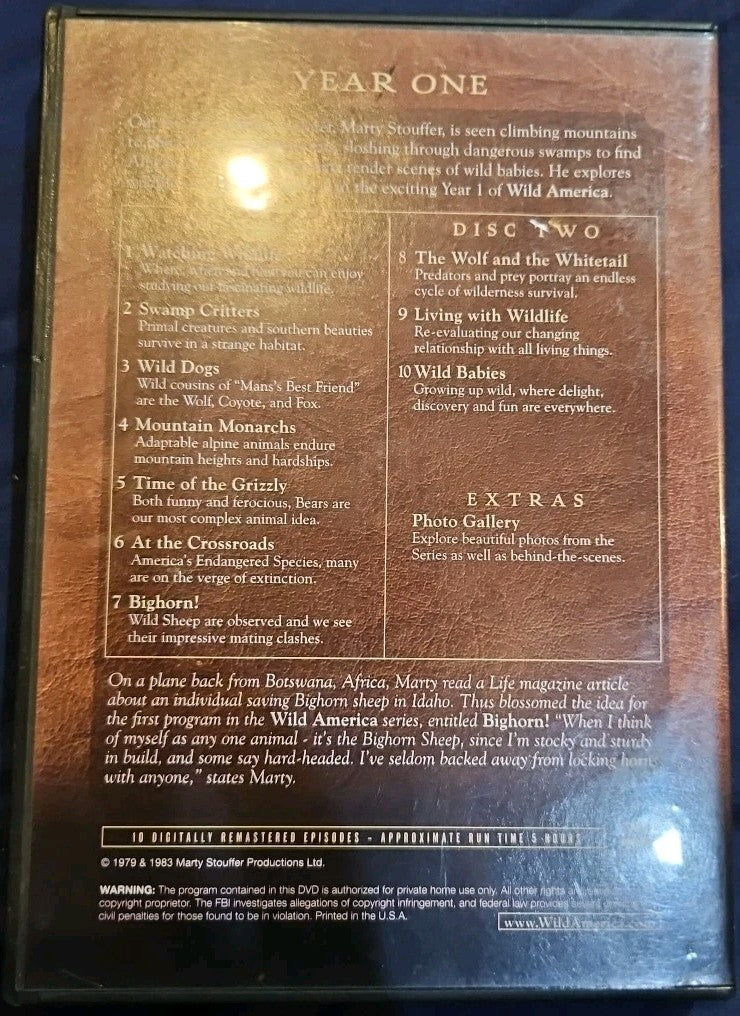 YEAR ONE
Marty Stouffer, is seen climbing mountains
sloshing through dangerous swamps to find
tender scenes of wild babies. He explores
the exciting Year 1 of Wild America.
1 Watching Wildlife
Where, when and how you can enjoy
studying our fascinating wildlife.
2 Swamp Critters
Primal creatures and southern beauties
survive in a strange habitat.
3 Wild Dogs
Wild cousins of "Mans's Best Friend"
are the Wolf, Coyote, and Fox.
4 Mountain Monarchs
Adaptable alpine animals endure
mountain heights and hardships.
5 Time of the Grizzly
Both funny and ferocious, Bears are
our most complex animal idea.
6 At the Crossroads
America's Endangered Species, many
are on the verge of extinction.
7 Bighorn!
Wild Sheep are observed and we see
their impressive mating clashes.
DISC TWO
8 The Wolf and the Whitetail
Predators and prey portray an endless
cycle of wilderness survival.
9 Living with Wildlife
Re-evaluating our changing
relationship with all living things.
10 Wild Babies
Growing up wild, where delight,
discovery and fun are everywhere.
EXTRAS
Photo Gallery
Explore beautiful photos from the
Series as well as behind-the-scenes.
On a plane back from Botswana, Africa, Marty read a Life magazine article
about an individual saving Bighorn sheep in Idaho. Thus blossomed the idea for
the first program in the Wild America series, entitled Bighorn! "When I think
of myself as any one animal - it's the Bighorn Sheep, since I'm stocky and sturdy
in build, and some say hard-headed. I've seldom backed away from locking horns
with anyone," states Marty.
10 DIGITALLY REMASTERED EPISODES - APPROXIMATE RUN TIME 5 HOURS
© 1979 & 1983 Marty Stouffer Productions Ltd.
WARNING: The program contained in this DVD is authorized for private home use only. All other rights
copyright proprietor. The FBI investigates allegations of copyright infringement, and federal law provides
civil penalties for those found to be in violation. Printed in the U.S.A.
www.WildAmerica.com